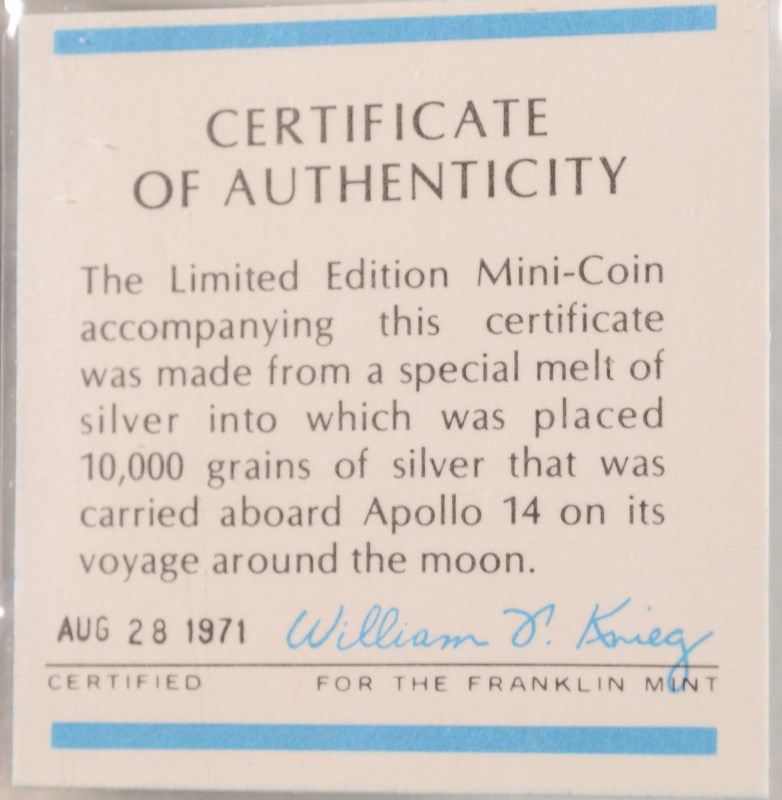 CERTIFICATE
OF AUTHENTICITY
The Limited Edition Mini-Coin
accompanying this certificate
was made from a special melt of
silver into which was placed
10,000 grains of silver that was
carried aboard Apollo 14 on its
voyage around the moon.
AUG 28 1971 William T. Krieg
CERTIFIED FOR THE FRANKLIN MINT